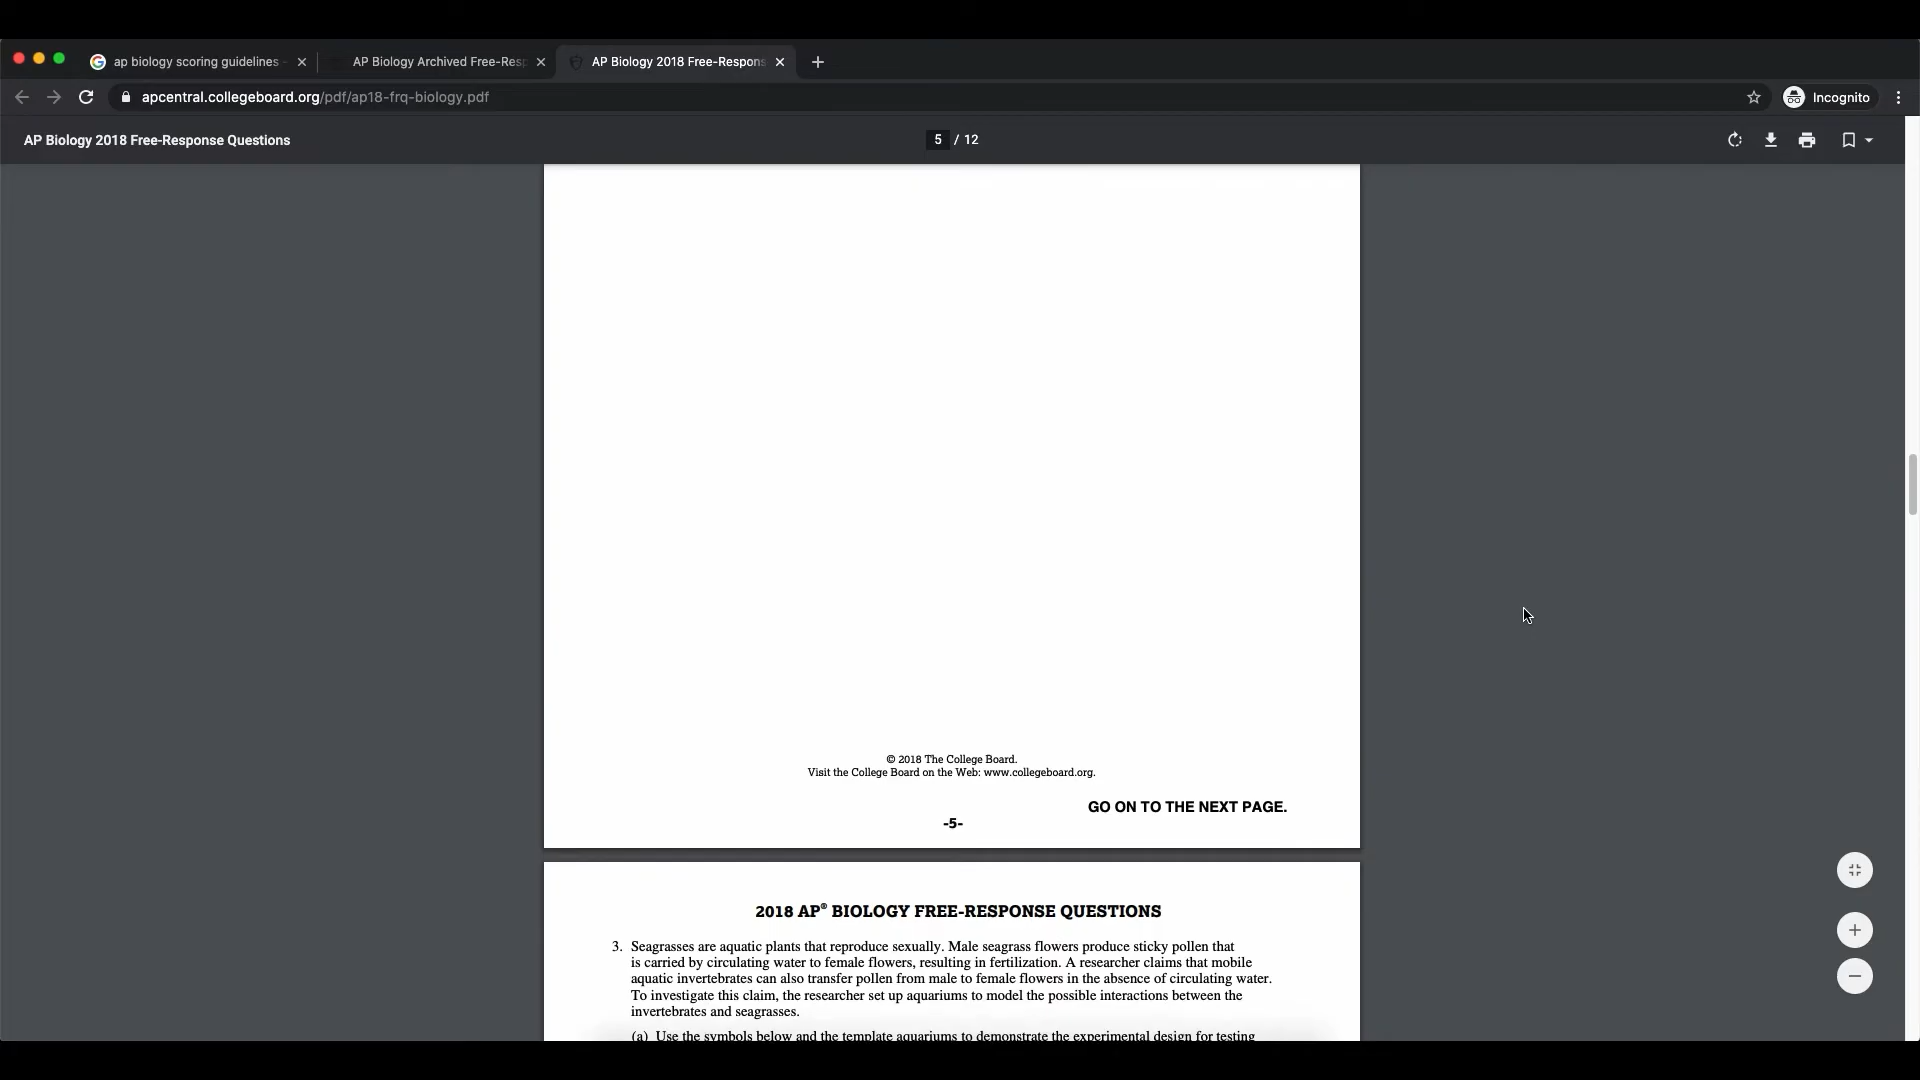 ap biology scoring guidelines -
AP Biology Archived Free-Resp
AP Biology 2018 Free-Respons
apcentral.collegeboard.org/pdf/ap18-frq-biology.pdf
Incognito
AP Biology 2018 Free-Response Questions
5 / 12
© 2018 The College Board.
Visit the College Board on the Web: www.collegeboard.org.
GO ON TO THE NEXT PAGE.
-5-
2018 AP® BIOLOGY FREE-RESPONSE QUESTIONS
3. Seagrasses are aquatic plants that reproduce sexually. Male seagrass flowers produce sticky pollen that
is carried by circulating water to female flowers, resulting in fertilization. A researcher claims that mobile
aquatic invertebrates can also transfer pollen from male to female flowers in the absence of circulating water.
To investigate this claim, the researcher set up aquariums to model the possible interactions between the
invertebrates and seagrasses.
(a) Use the symbols below and the template aquariums to demonstrate the experimental design for testing